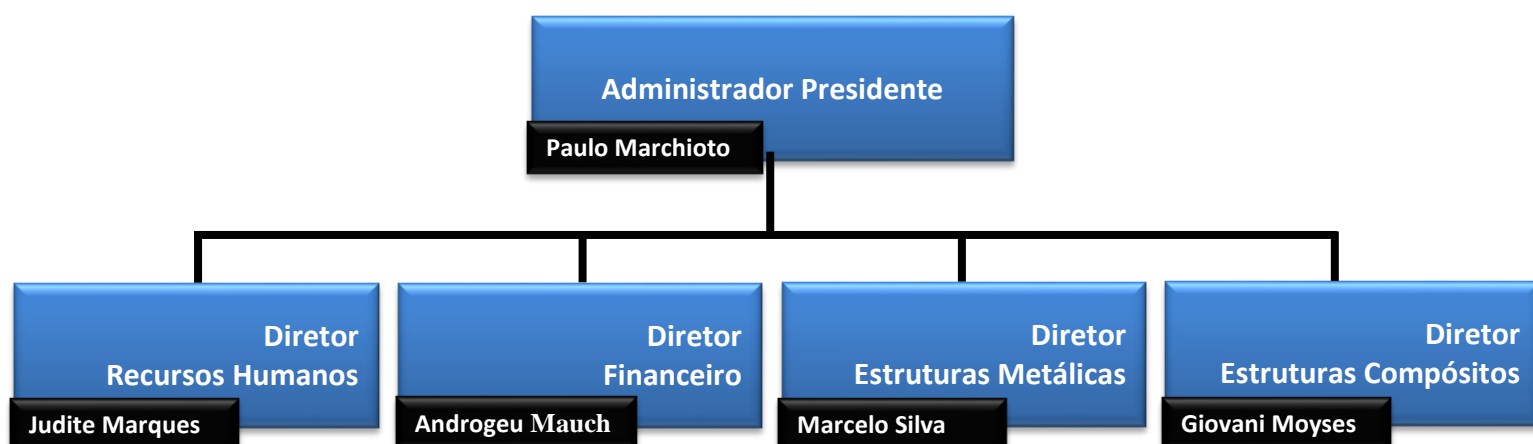 Administrador Presidente
Paulo Marchioto
Diretor
Recursos Humanos
Judite Marques
Diretor
Financeiro
Androgeu Mauch
Diretor
Estruturas Metálicas
Marcelo Silva
Diretor
Estruturas Compósitos
Giovani Moyses